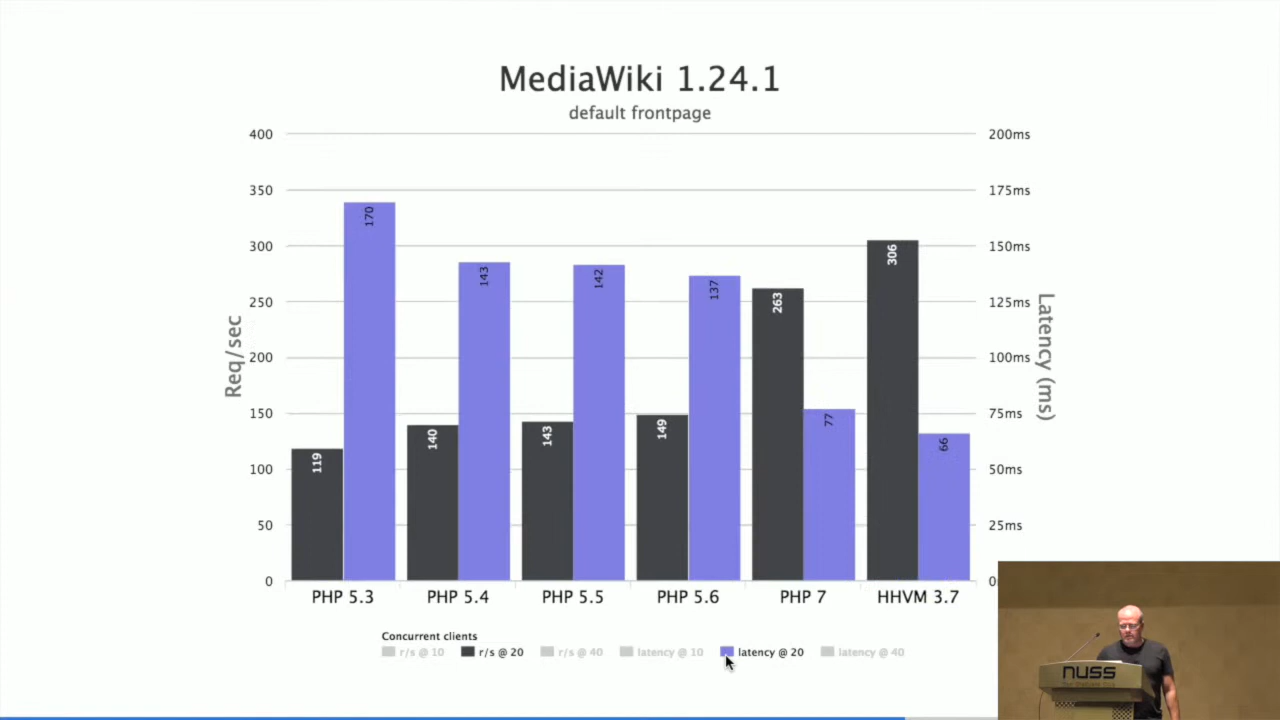 MediaWiki 1.24.1
default frontpage
400
350
300
250
200
150
100
50
0
Req/sec
200ms
175ms
150ms
125ms
100ms
75ms
50ms
25ms
Latency (ms)
119
170
140
143
143
142
149
137
263
77
306
66
PHP 5.3
PHP 5.4
PHP 5.5
PHP 5.6
PHP 7
HHVM 3.7
Concurrent clients
r/s @ 10
r/s @ 20
r/s @ 40
latency @ 10
latency @ 20
latency @ 40
nuss